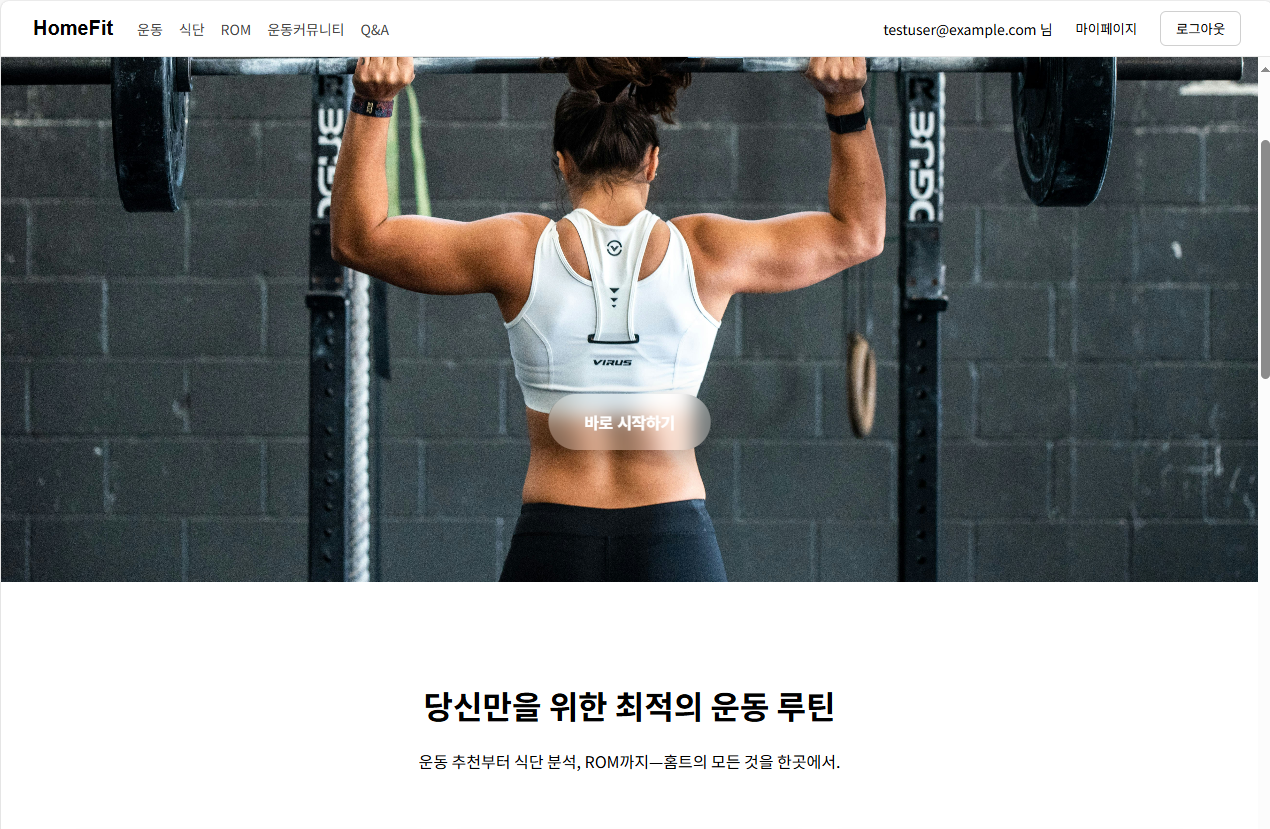 HomeFit 운동 식단 ROM 운동커뮤니티 Q&A testuser@example.com 님 마이페이지 로그아웃
VIRUS
바로 시작하기
당신만을 위한 최적의 운동 루틴
운동 추천부터 식단 분석, ROM까지—홈트의 모든 것을 한곳에서.